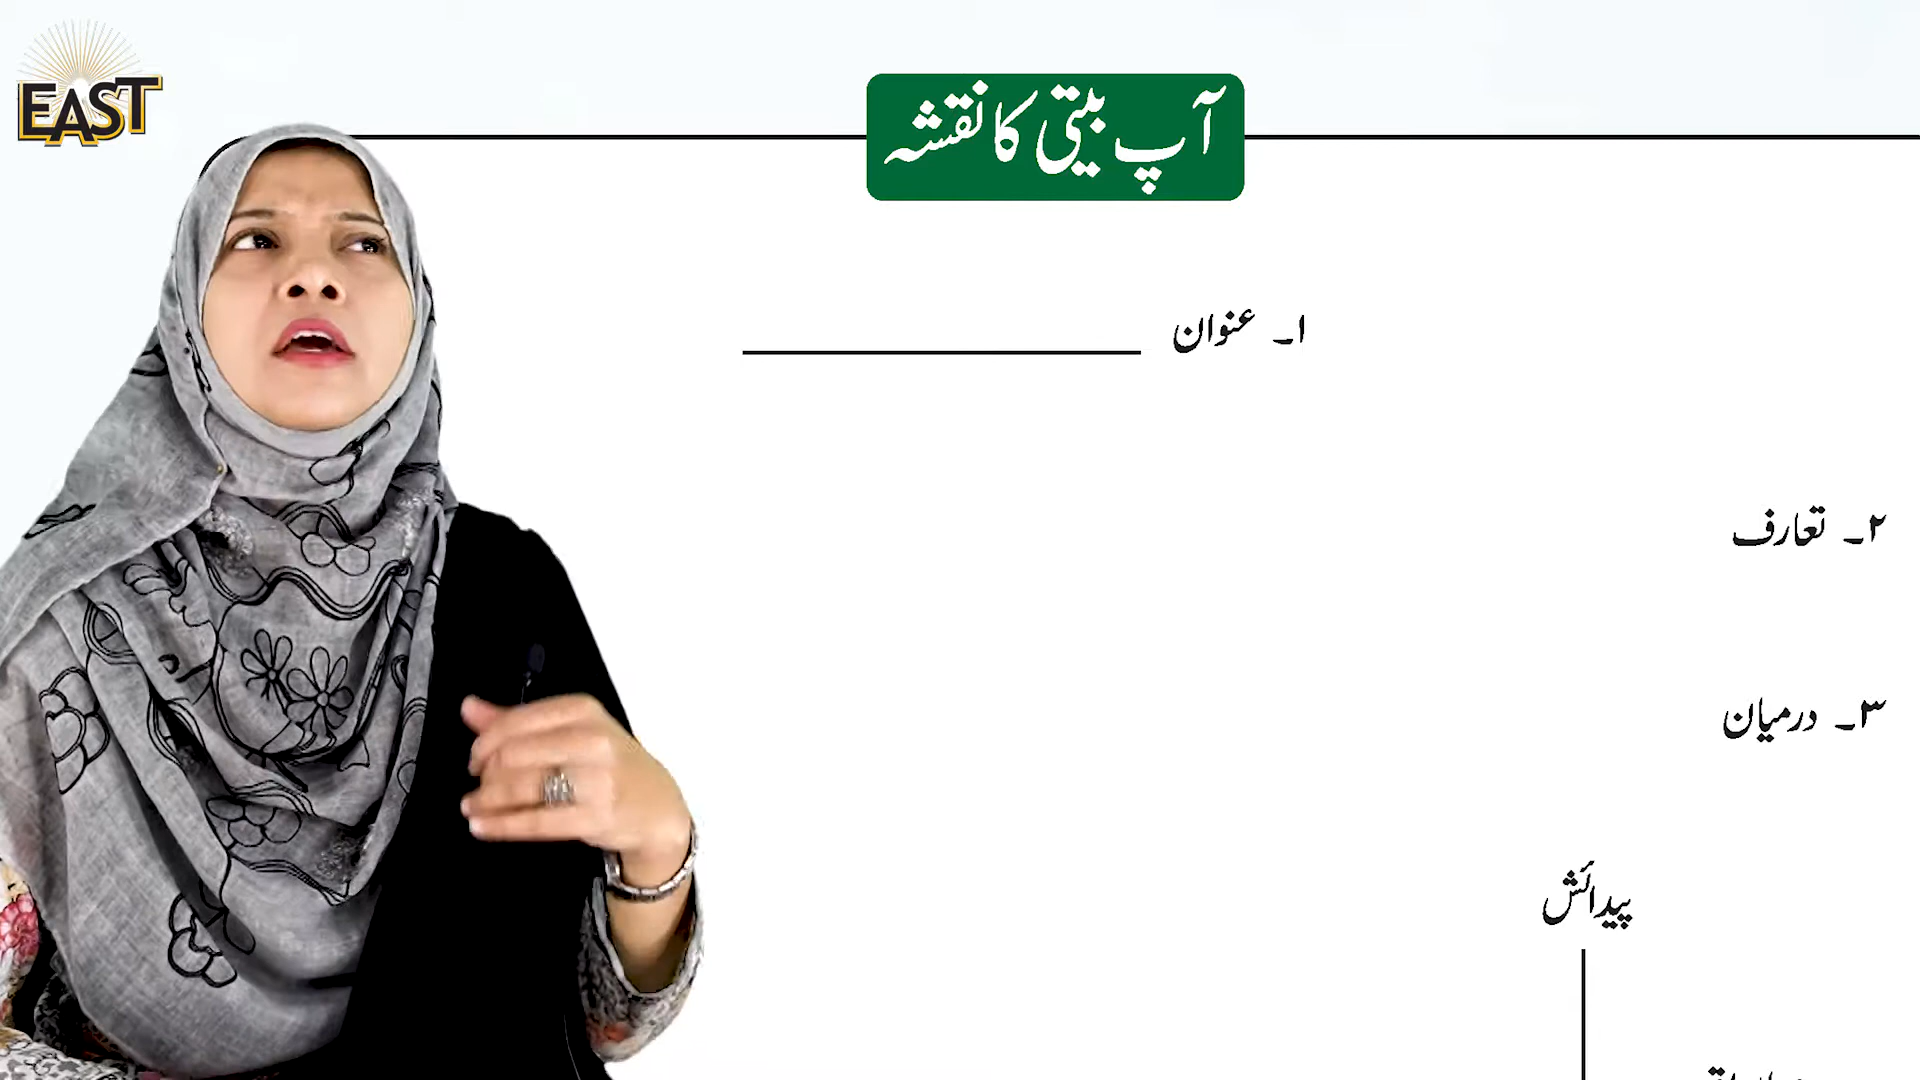 EAST
آپ بیتی کا نقشہ
۱۔ عنوان
۲۔ تعارف
۳۔ درمیان
پیدائش